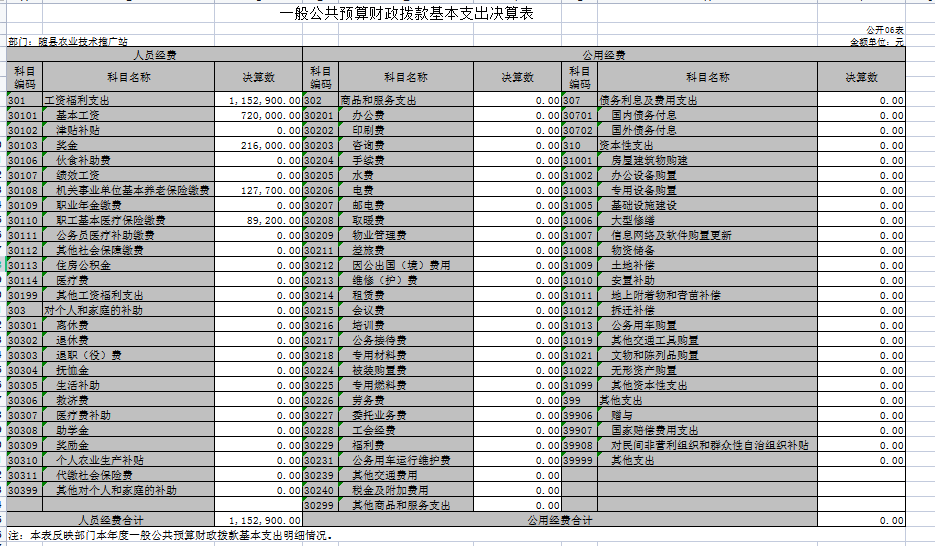 一般公共预算财政拨款基本支出决算表
公开06表
部门：随县农业技术推广站 金额单位：元
人员经费 公用经费
科目编码 科目名称 决算数 科目编码 科目名称 决算数 科目编码 科目名称 决算数
301 工资福利支出 1,152,900.00 302 商品和服务支出 0.00 307 债务利息及费用支出 0.00
30101 基本工资 720,000.00 30201 办公费 0.00 30701 国内债务付息 0.00
30102 津贴补贴 0.00 30202 印刷费 0.00 30702 国外债务付息 0.00
30103 奖金 216,000.00 30203 咨询费 0.00 310 资本性支出 0.00
30106 伙食补助费 0.00 30204 手续费 0.00 31001 房屋建筑物购建 0.00
30107 绩效工资 0.00 30205 水费 0.00 31002 办公设备购置 0.00
30108 机关事业单位基本养老保险缴费 127,700.00 30206 电费 0.00 31003 专用设备购置 0.00
30109 职业年金缴费 0.00 30207 邮电费 0.00 31005 基础设施建设 0.00
30110 职工基本医疗保险缴费 89,200.00 30208 取暖费 0.00 31006 大型修缮 0.00
30111 公务员医疗补助缴费 0.00 30209 物业管理费 0.00 31007 信息网络及软件购置更新 0.00
30112 其他社会保障缴费 0.00 30211 差旅费 0.00 31008 物资储备 0.00
30113 住房公积金 0.00 30212 因公出国（境）费用 0.00 31009 土地补偿 0.00
30114 医疗费 0.00 30213 维修（护）费 0.00 31010 安置补助 0.00
30199 其他工资福利支出 0.00 30214 租赁费 0.00 31011 地上附着物和青苗补偿 0.00
303 对个人和家庭的补助 0.00 30215 会议费 0.00 31012 拆迁补偿 0.00
30301 离休费 0.00 30216 培训费 0.00 31013 公务用车购置 0.00
30302 退休费 0.00 30217 公务接待费 0.00 31019 其他交通工具购置 0.00
30303 退职（役）费 0.00 30218 专用材料费 0.00 31021 文物和陈列品购置 0.00
30304 抚恤金 0.00 30224 被装购置费 0.00 31022 无形资产购置 0.00
30305 生活补助 0.00 30225 专用燃料费 0.00 31099 其他资本性支出 0.00
30306 救济费 0.00 30226 劳务费 0.00 399 其他支出 0.00
30307 医疗费补助 0.00 30227 委托业务费 0.00 39906 赠与 0.00
30308 助学金 0.00 30228 工会经费 0.00 39907 国家赔偿费用支出 0.00
30309 奖励金 0.00 30229 福利费 0.00 39908 对民间非营利组织和群众性自治组织补贴 0.00
30310 个人农业生产补贴 0.00 30231 公务用车运行维护费 0.00 39999 其他支出 0.00
30311 代缴社会保险费 0.00 30239 其他交通费用 0.00
30399 其他对个人和家庭的补助 0.00 30240 税金及附加费用 0.00
30299 其他商品和服务支出 0.00
人员经费合计 1,152,900.00 公用经费合计 0.00
注：本表反映部门本年度一般公共预算财政拨款基本支出明细情况。